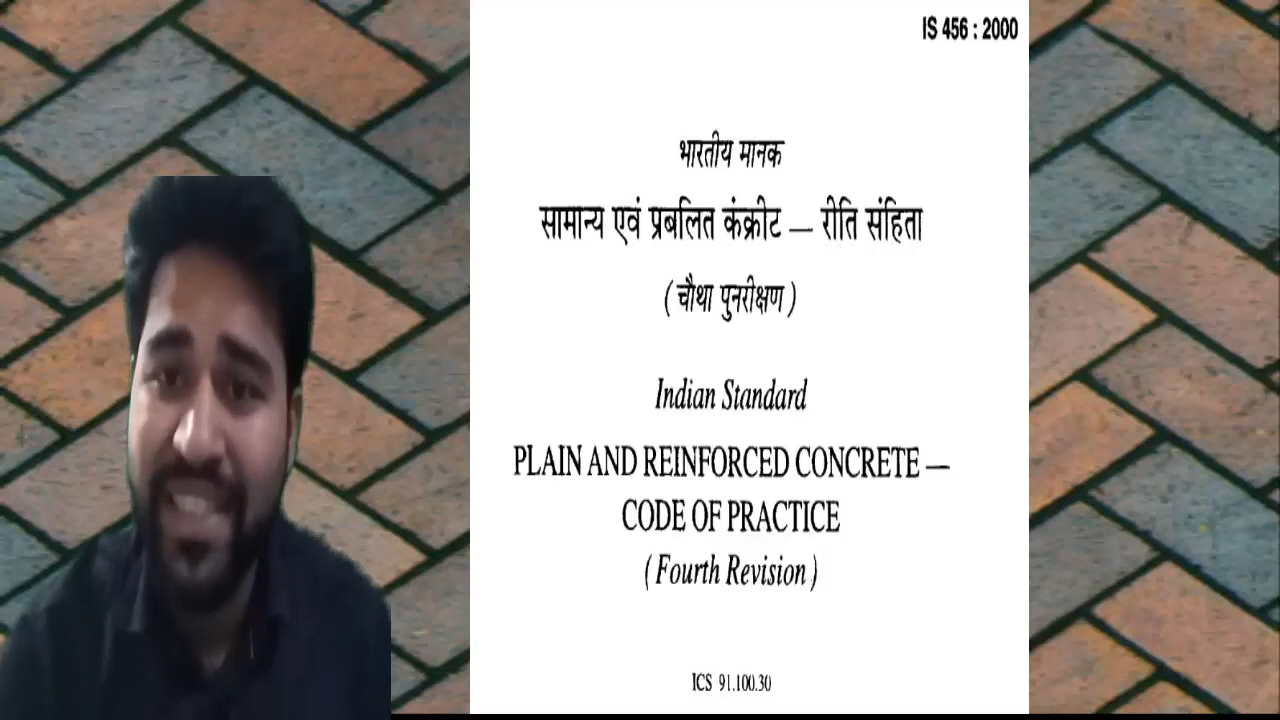 IS 456 : 2000
भारतीय मानक
सामान्य एवं प्रबलित कंक्रीट — रीति संहिता
( चौथा पुनरीक्षण )
Indian Standard
PLAIN AND REINFORCED CONCRETE —
CODE OF PRACTICE
( Fourth Revision )
ICS 91.100.30